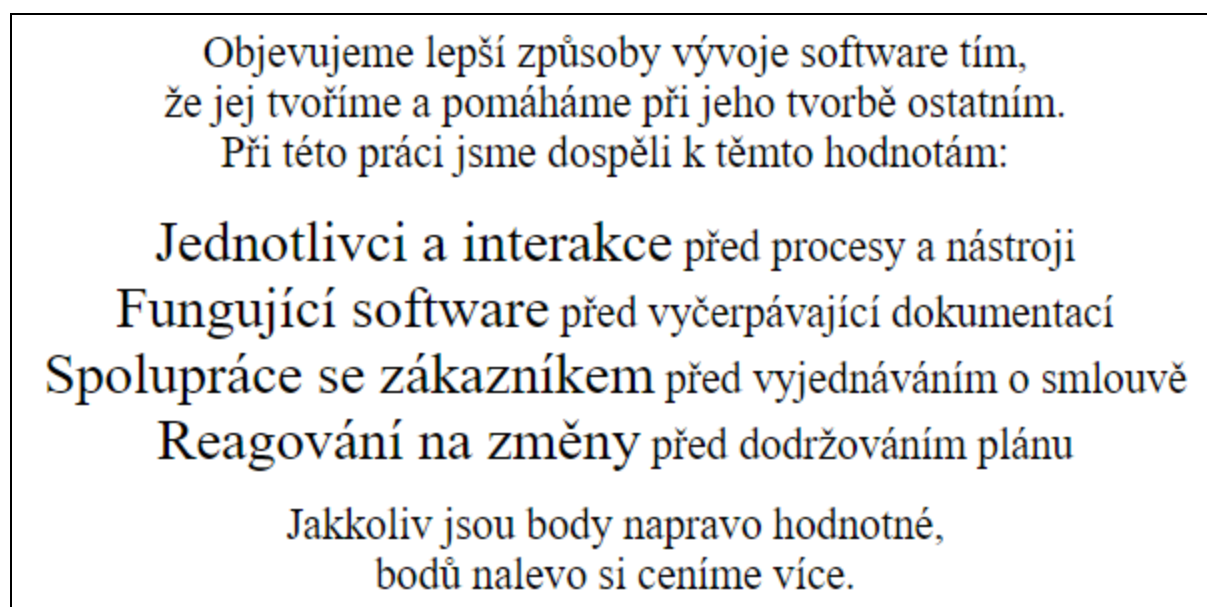 Objevujeme lepší způsoby vývoje software tím,
že jej tvoříme a pomáháme při jeho tvorbě ostatním.
Při této práci jsme dospěli k těmto hodnotám:
Jednotlivci a interakce před procesy a nástroji
Fungující software před vyčerpávající dokumentací
Spolupráce se zákazníkem před vyjednáváním o smlouvě
Reagování na změny před dodržováním plánu
Jakkoliv jsou body napravo hodnotné,
bodů nalevo si ceníme více.